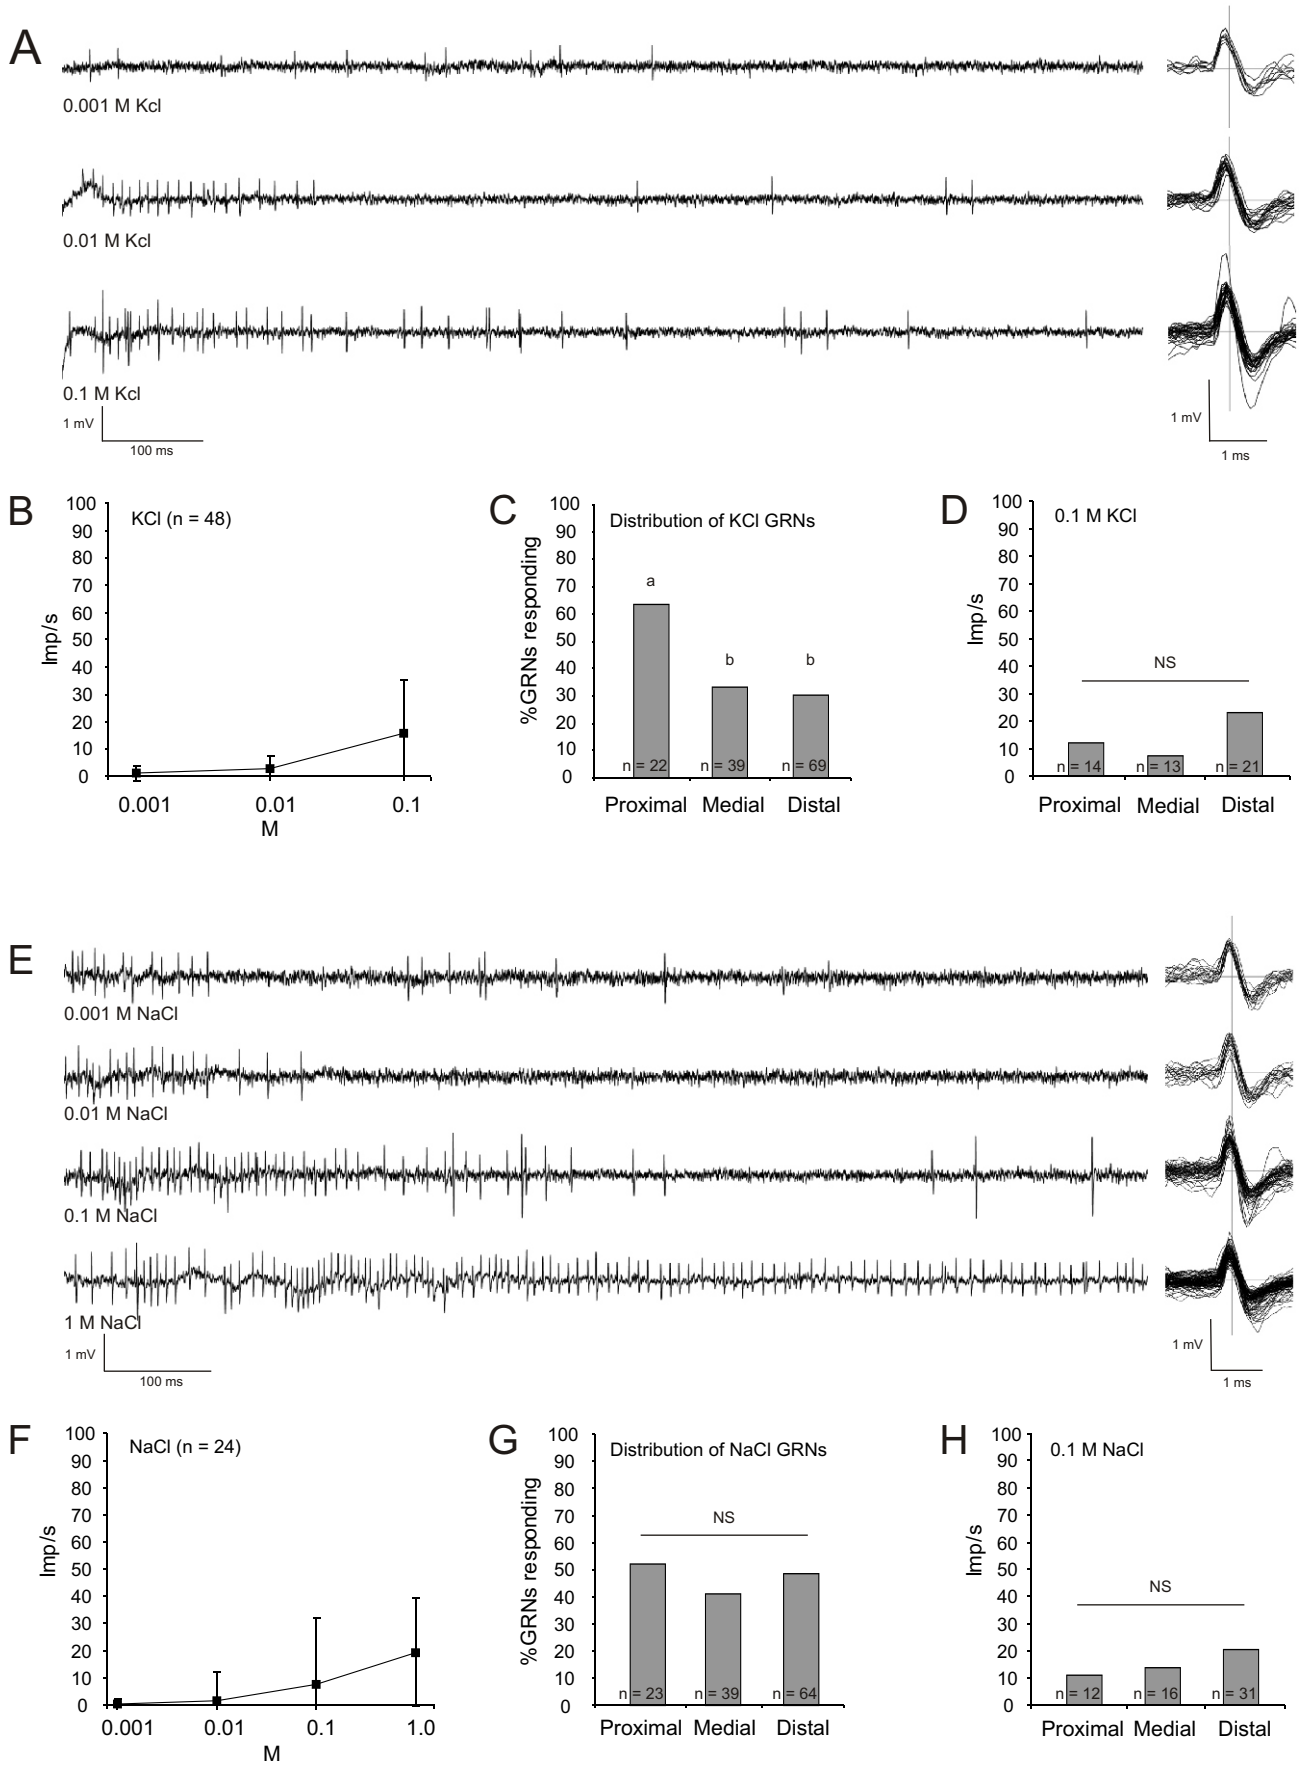 A
0.001 M Kcl
0.01 M Kcl
0.1 M Kcl
1 mV
100 ms
1 mV
1 ms
B
KCl (n = 48)
Imp/s
100
90
80
70
60
50
40
30
20
10
0
0.001 0.01 0.1
M
C
Distribution of KCl GRNs
%GRNs responding
100
90
80
70
60
50
40
30
20
10
0
a
b b
n = 22 n = 39 n = 69
Proximal Medial Distal
D
0.1 M KCl
Imp/s
100
90
80
70
60
50
40
30
20
10
0
NS
n = 14 n = 13 n = 21
Proximal Medial Distal
E
0.001 M NaCl
0.01 M NaCl
0.1 M NaCl
1 M NaCl
1 mV
100 ms
1 mV
1 ms
F
NaCl (n = 24)
Imp/s
100
90
80
70
60
50
40
30
20
10
0
0.001 0.01 0.1 1.0
M
G
Distribution of NaCl GRNs
%GRNs responding
100
90
80
70
60
50
40
30
20
10
0
NS
n = 23 n = 39 n = 64
Proximal Medial Distal
H
0.1 M NaCl
Imp/s
100
90
80
70
60
50
40
30
20
10
0
NS
n = 12 n = 16 n = 31
Proximal Medial Distal